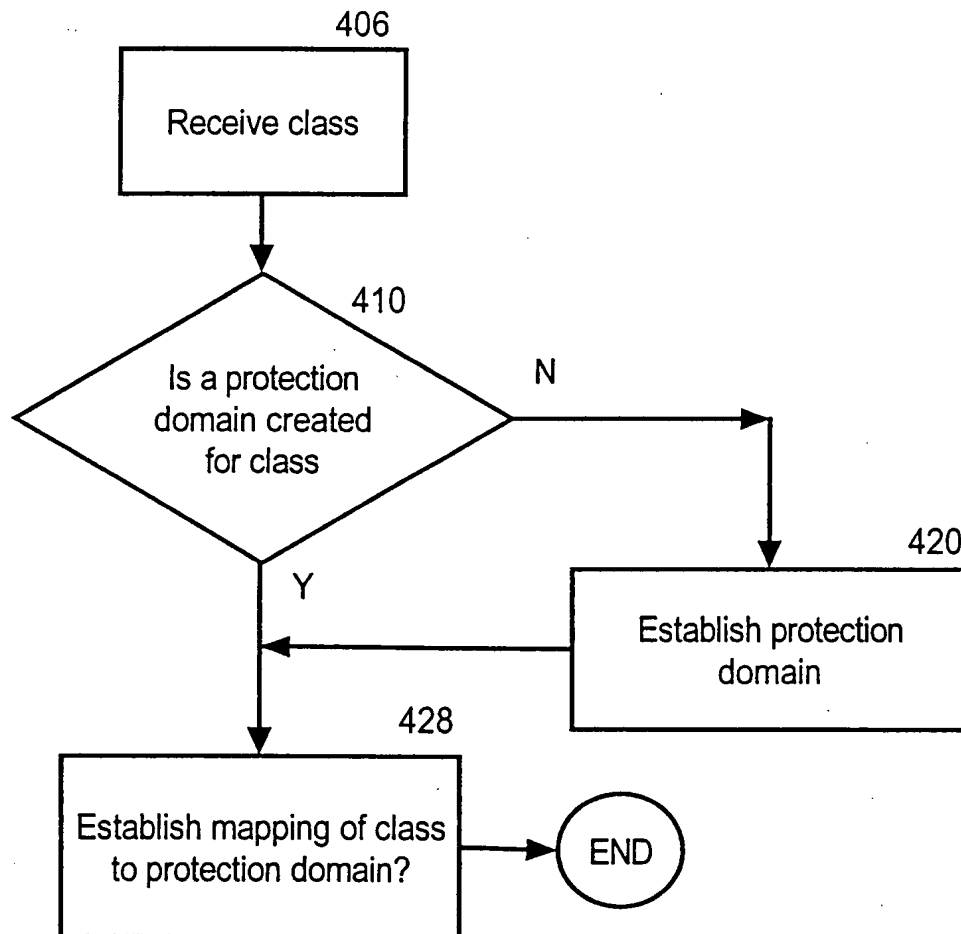 406
Receive class
410
Is a protection
domain created
for class
N
Y
420
Establish protection
domain
428
Establish mapping of class
to protection domain?
END